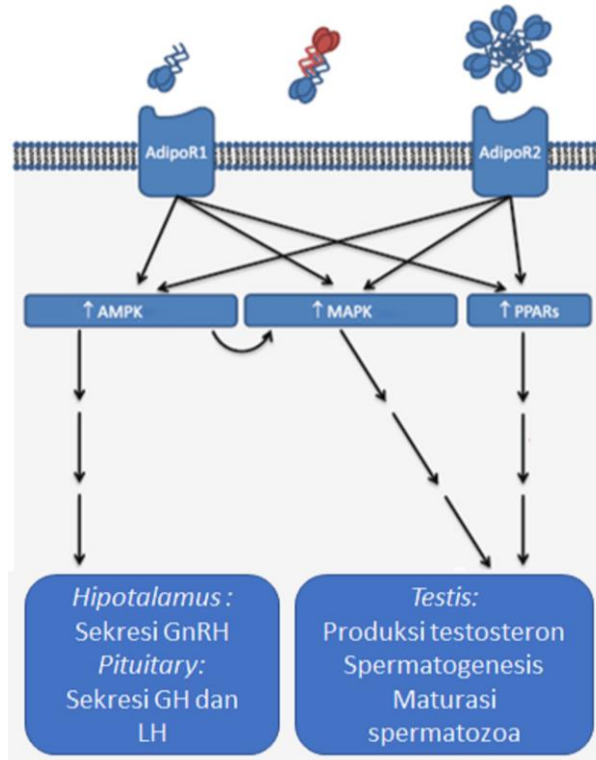 AdipoR1
AdipoR2
↑ AMPK
↑ MAPK
↑ PPARs
Hipotalamus :
Sekresi GnRH
Pituitary:
Sekresi GH dan
LH
Testis:
Produksi testosteron
Spermatogenesis
Maturasi
spermatozoa